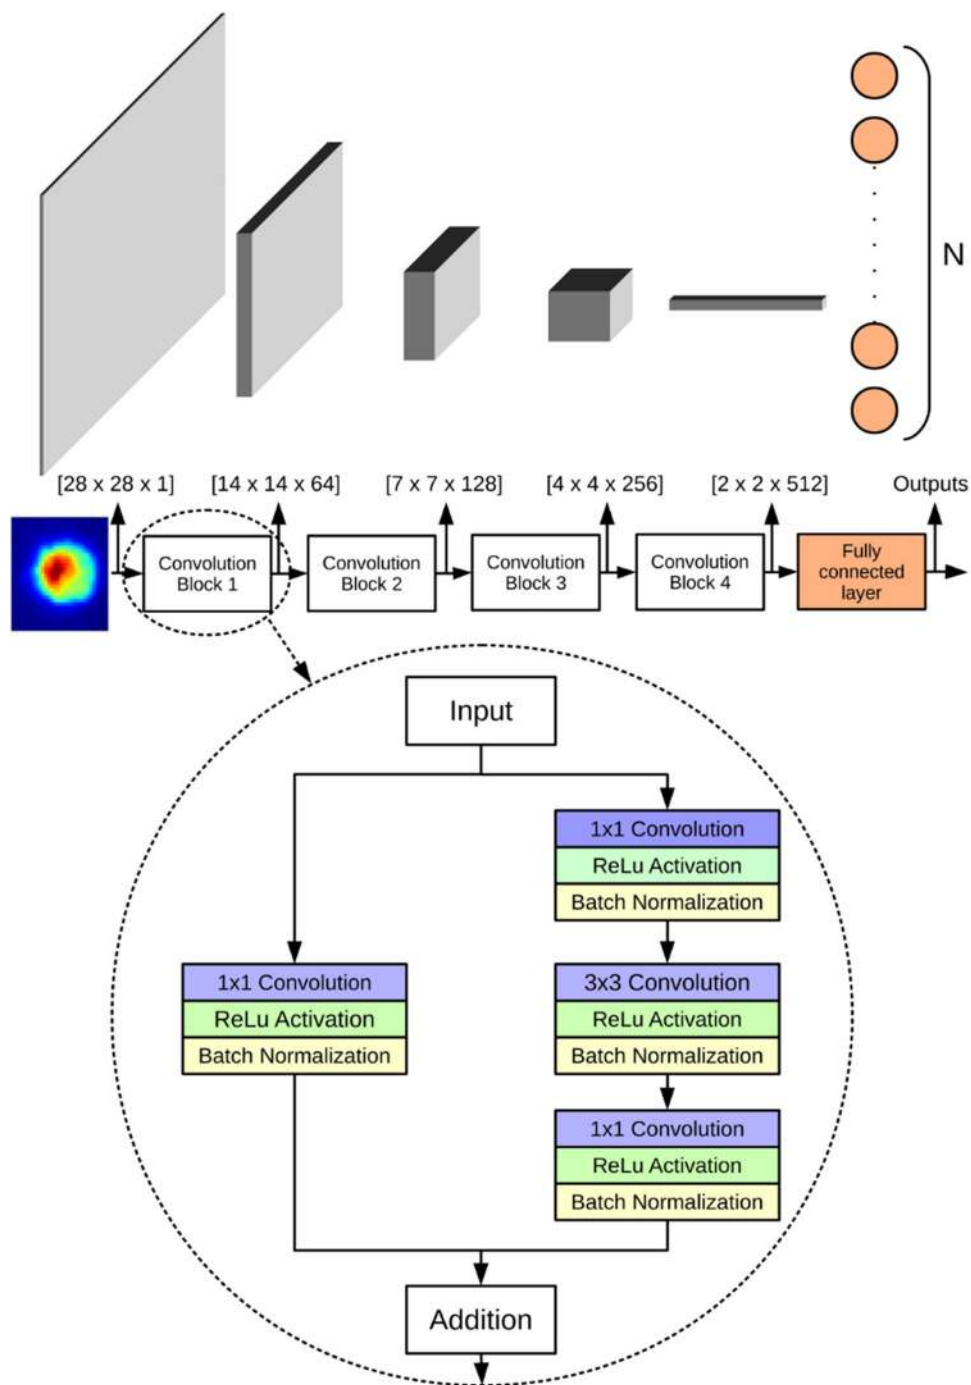 N
[28 x 28 x 1]
[14 x 14 x 64]
[7 x 7 x 128]
[4 x 4 x 256]
[2 x 2 x 512]
Outputs
Convolution
Block 1
Convolution
Block 2
Convolution
Block 3
Convolution
Block 4
Fully
connected
layer
Input
1x1 Convolution
ReLu Activation
Batch Normalization
1x1 Convolution
ReLu Activation
Batch Normalization
3x3 Convolution
ReLu Activation
Batch Normalization
1x1 Convolution
ReLu Activation
Batch Normalization
Addition